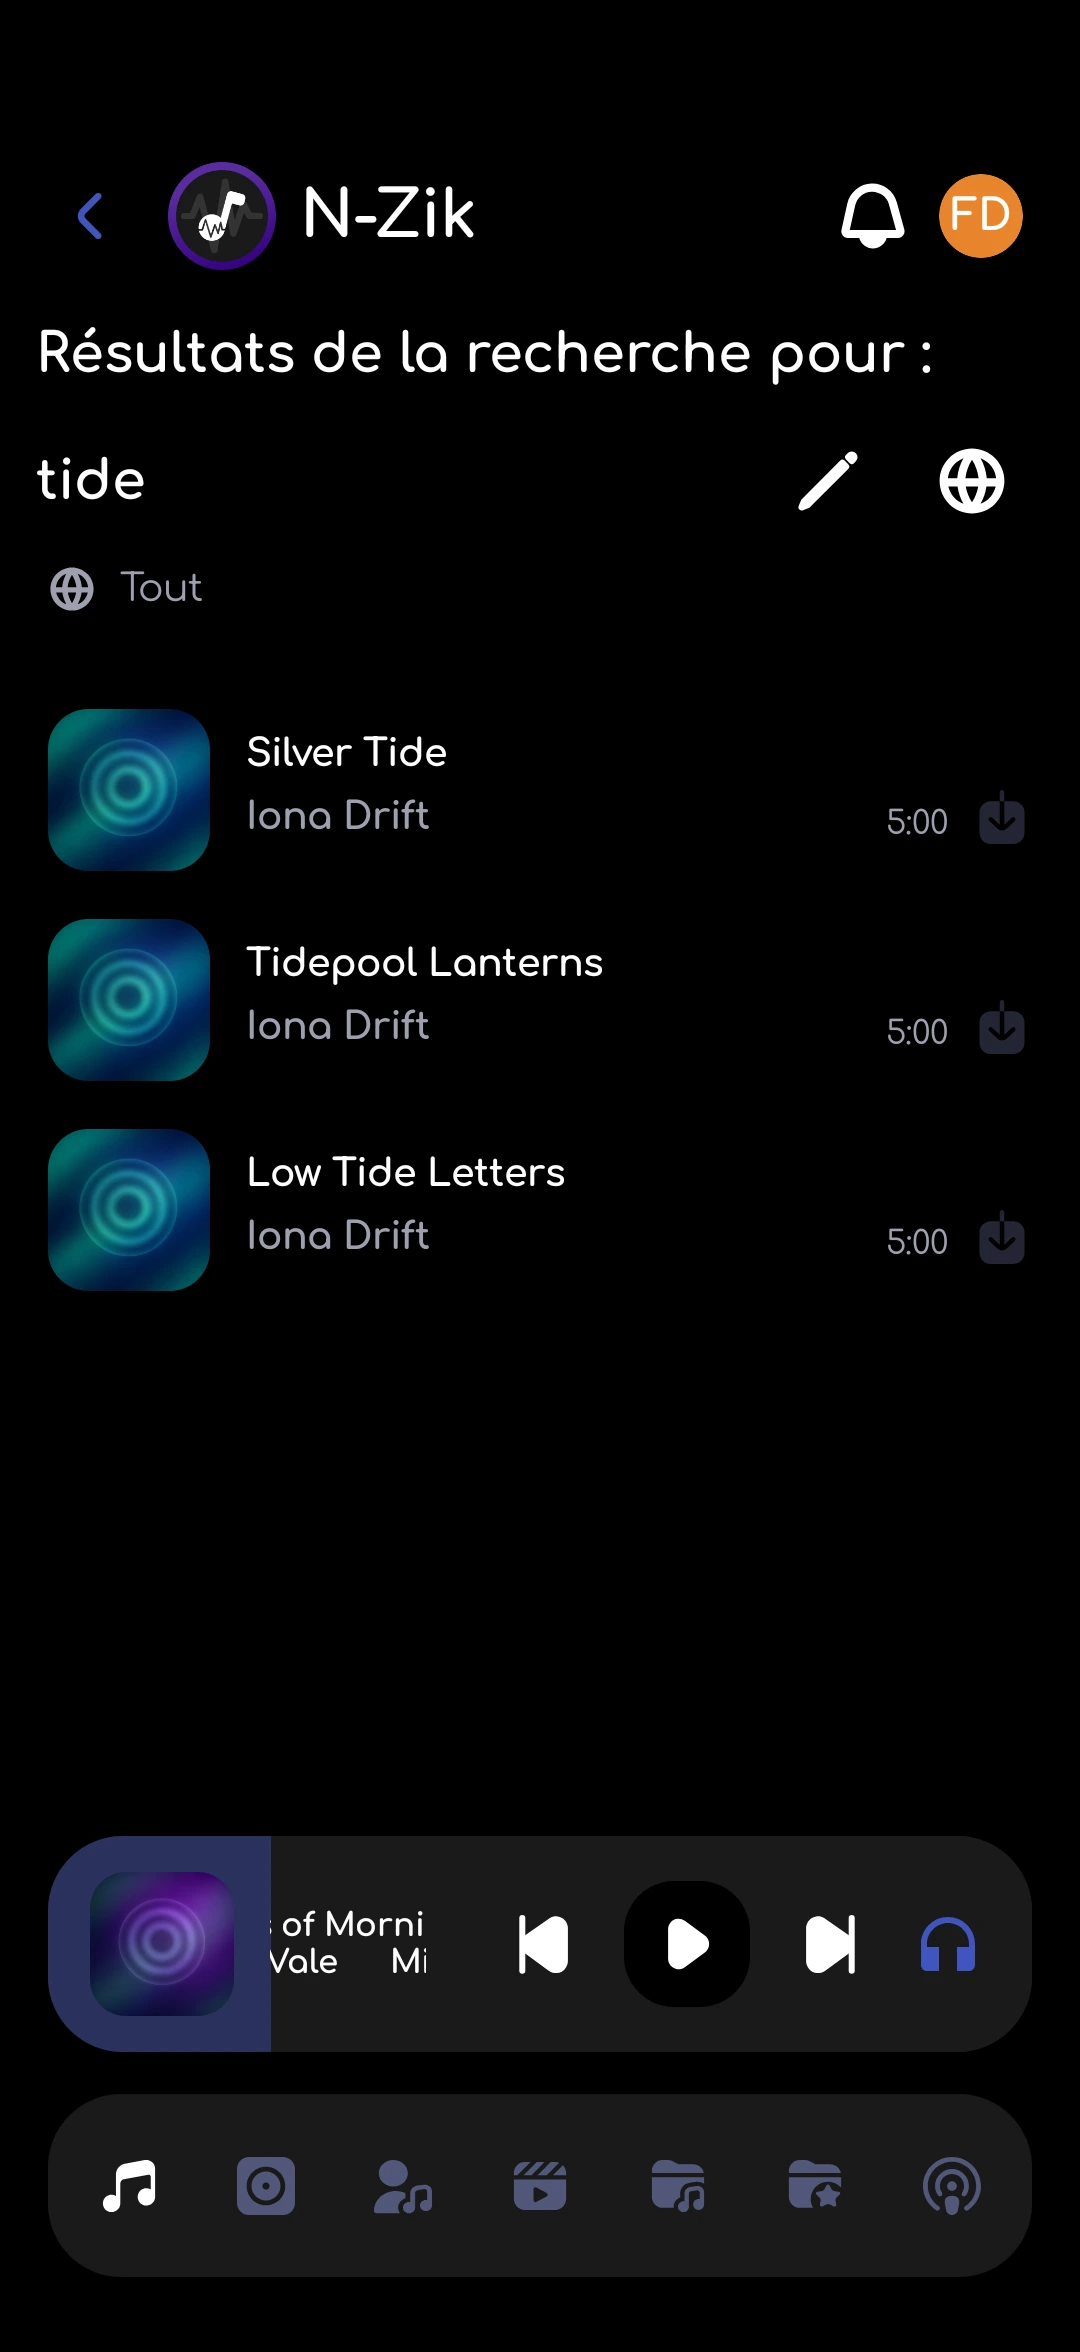 N-Zik
FD
Résultats de la recherche pour :
tide
Tout
Silver Tide
Iona Drift
5:00
Tidepool Lanterns
Iona Drift
5:00
Low Tide Letters
Iona Drift
5:00
of Morni
Vale Mi